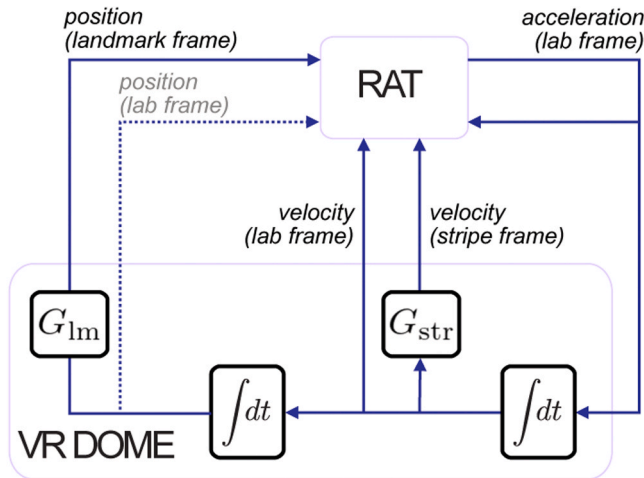 position
(landmark frame)
acceleration
(lab frame)
position
(lab frame)
RAT
velocity
(lab frame)
velocity
(stripe frame)
G_lm
G_str
∫dt
∫dt
VR DOME